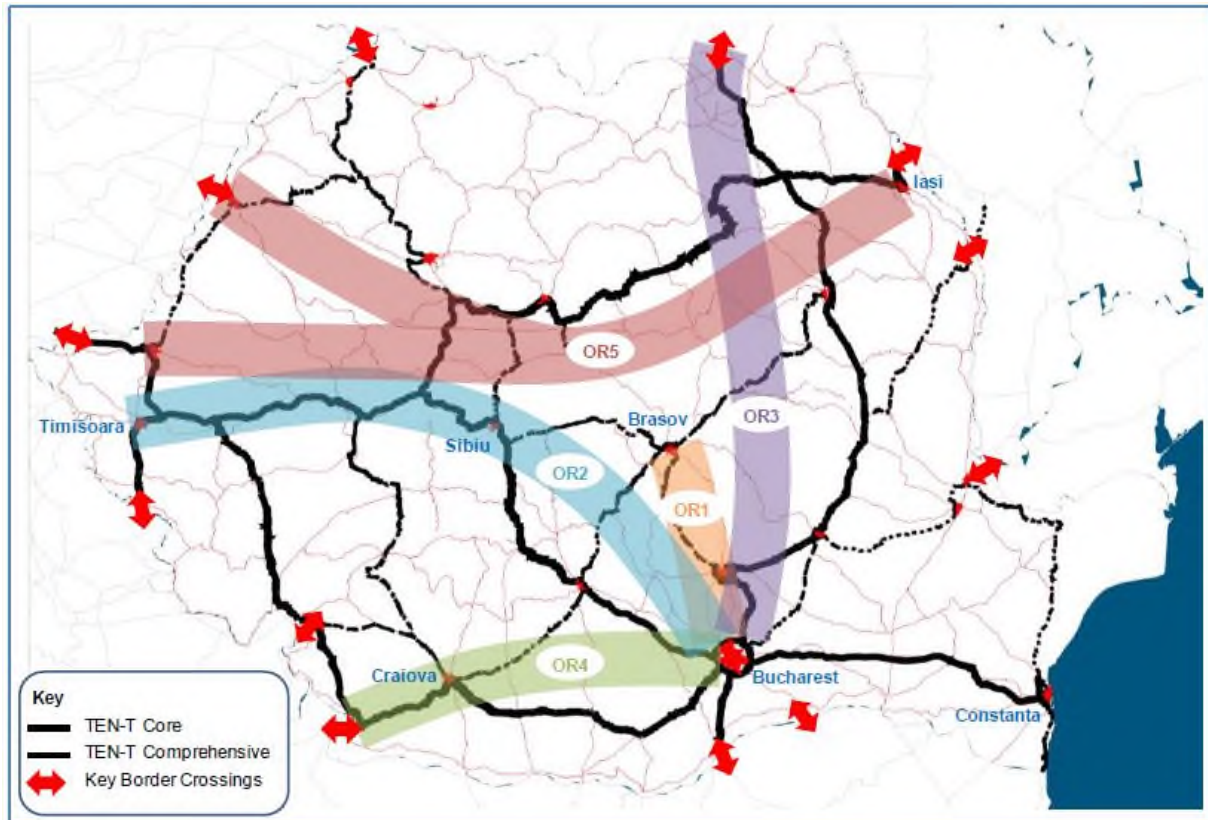 Iasi
OR5
Timisoara
Brasov
OR3
Sibiu
OR2
OR1
Craiova
OR4
Bucharest
Constanta
Key
TEN-T Core
TEN-T Comprehensive
Key Border Crossings